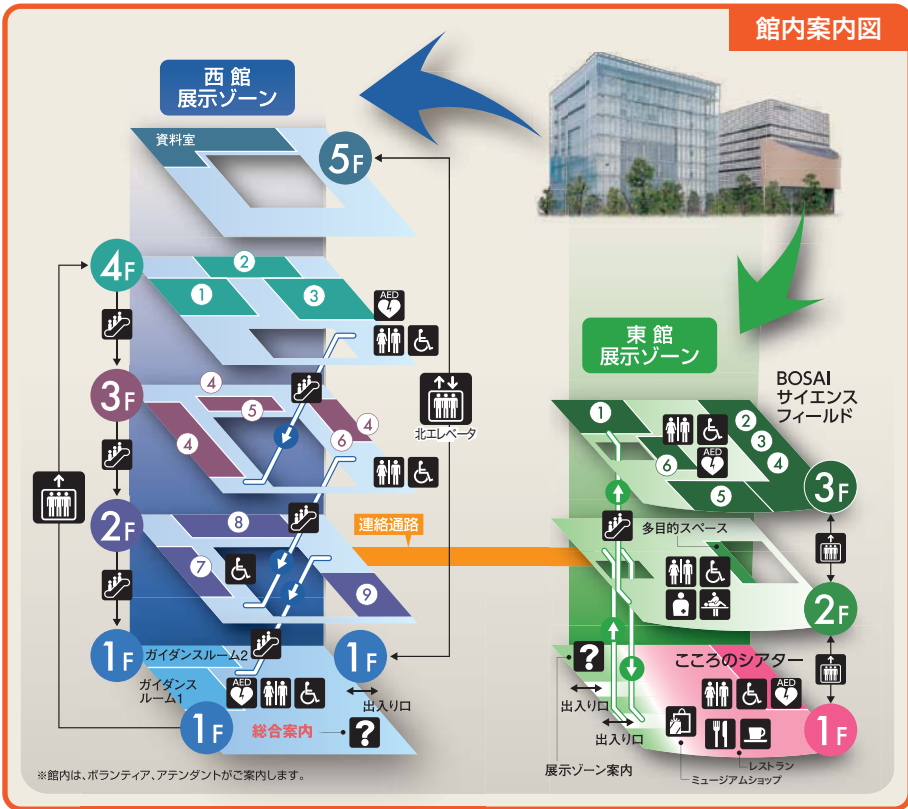 館内案内図
西館
展示ゾーン
資料室
5F
4F
②
①
③
AED
3F
④
⑤
④
④
⑥
北エレベータ
2F
⑧
⑦
⑨
連絡通路
1F
ガイダンスルーム2
1F
ガイダンス
ルーム1
AED
出入り口
1F
総合案内
?
※館内は、ボランティア、アテンダントがご案内します。
東館
展示ゾーン
BOSAI
サイエンス
フィールド
①
②
③
④
⑥
AED
⑤
3F
多目的スペース
2F
?
こころのシアター
AED
出入り口
出入り口
1F
展示ゾーン案内
レストラン
ミュージアムショップ